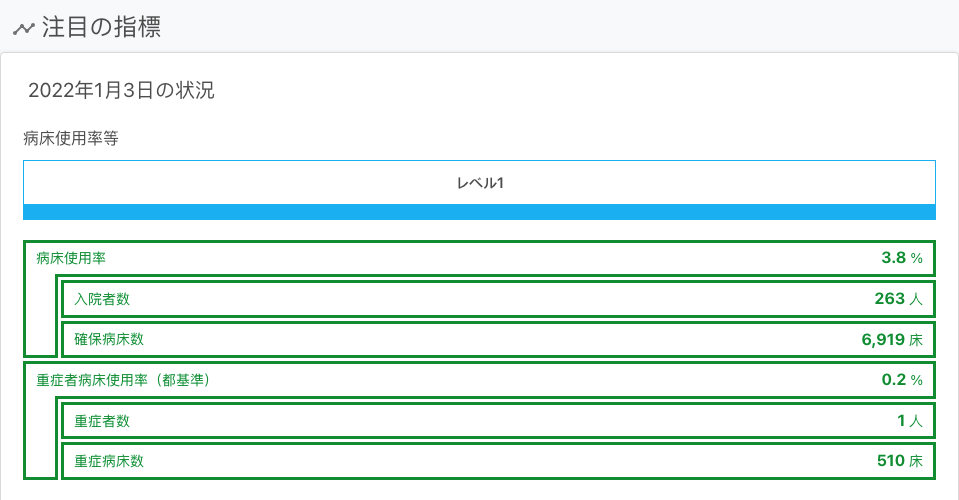 注目の指標
2022年1月3日の状況
病床使用率等
レベル1
病床使用率 3.8 %
入院者数 263 人
確保病床数 6,919 床
重症者病床使用率（都基準） 0.2 %
重症者数 1 人
重症病床数 510 床